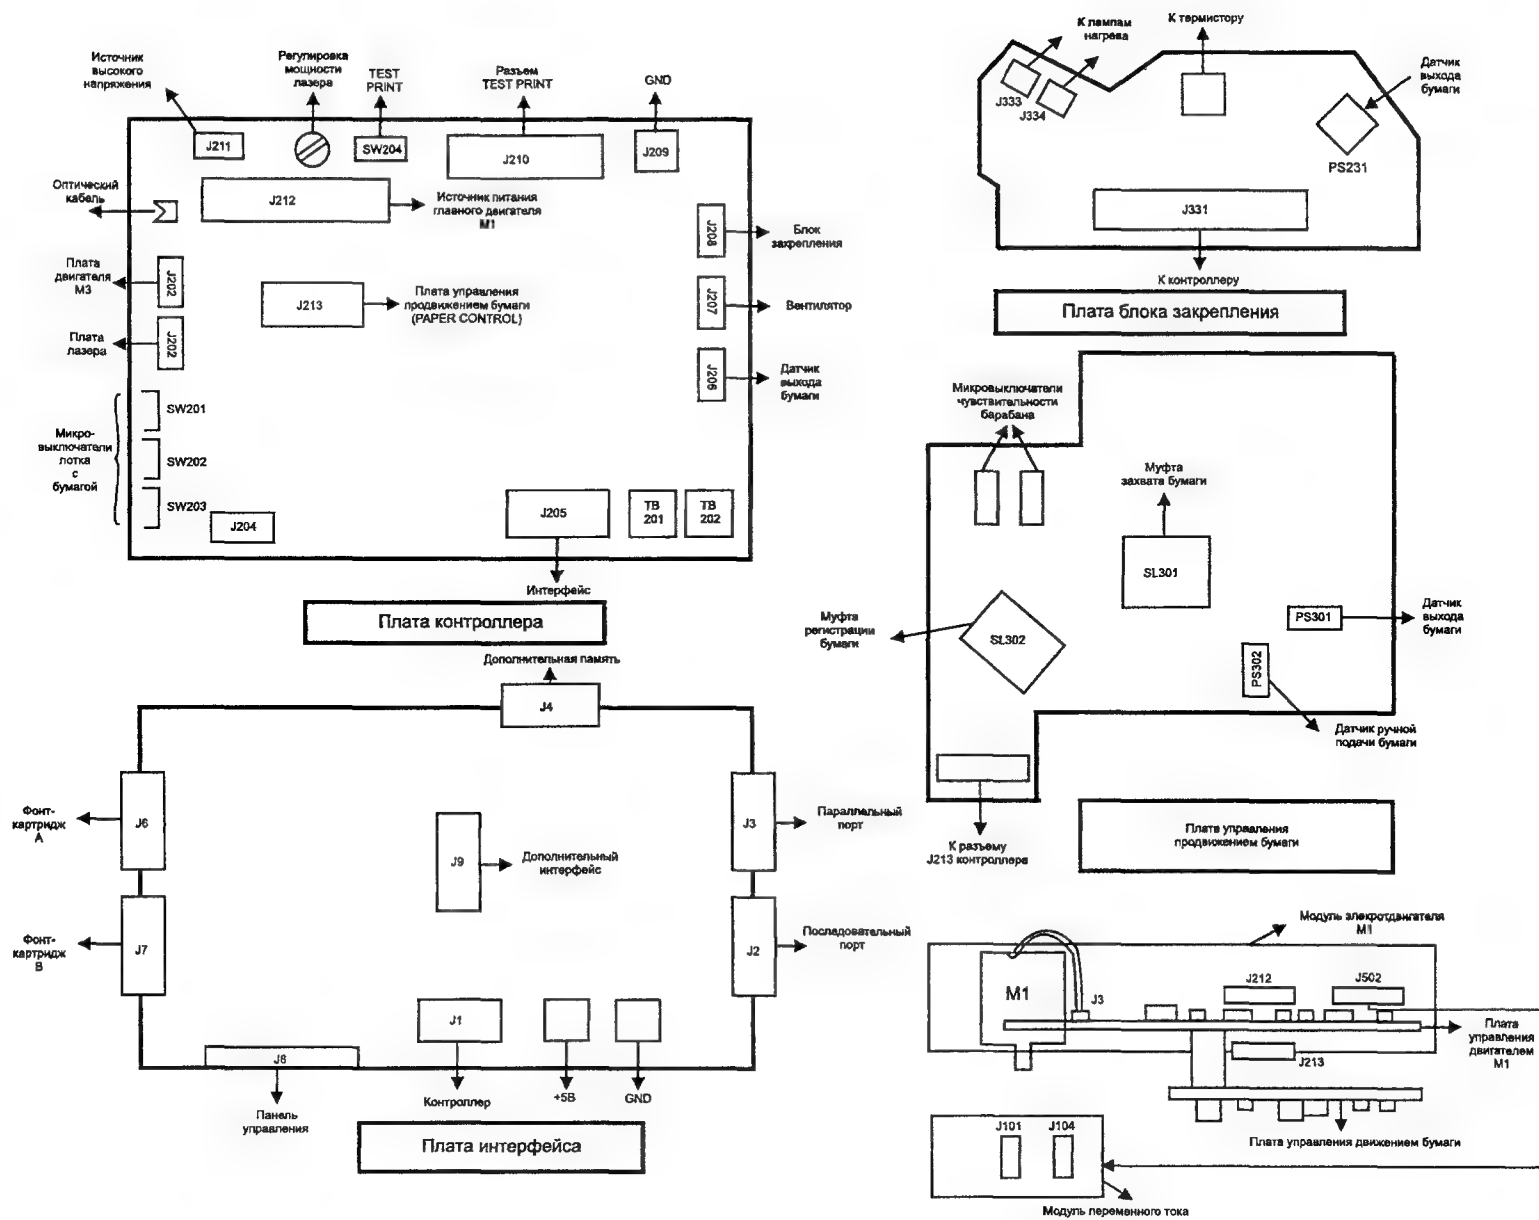 Источник
высокого
напряжения
Регулировка
мощности
лазера
TEST
PRINT
Разъем
TEST PRINT
GND
J211
SW204
J210
J209
Оптический
кабель
J212
Источник питания
главного двигателя
М1
J208
Блок
закрепления
Плата
двигателя
М3
J202
J213
Плата управления
продвижением бумаги
(PAPER CONTROL)
J207
Вентилятор
Плата
лазера
J202
J206
Датчик
выхода
бумаги
Микро-
выключатели
лотка
с
бумагой
SW201
SW202
SW203
J204
J205
TB
201
TB
202
Интерфейс
Плата контроллера
Дополнительная память
J4
Фонт-
картридж
А
J6
J9
Дополнительный
интерфейс
J3
Параллельный
порт
Фонт-
картридж
В
J7
J2
Последовательный
порт
J1
J8
Панель
управления
Контроллер
+5В
GND
Плата интерфейса
К лампам
нагрева
К термистору
Датчик
выхода
бумаги
J333
J334
PS231
J331
К контроллеру
Плата блока закрепления
Микровыключатели
чувствительности
барабана
Муфта
захвата бумаги
SL301
Муфта
регистрации
бумаги
SL302
PS301
Датчик
выхода
бумаги
PS302
Датчик ручной
подачи бумаги
К разъему
J213 контроллера
Плата управления
продвижением бумаги
Модуль элекротдвигателя
М1
М1
J3
J212
J502
Плата
управления
двигателем
М1
J213
Плата управления движением бумаги
J101
J104
Модуль переменного тока